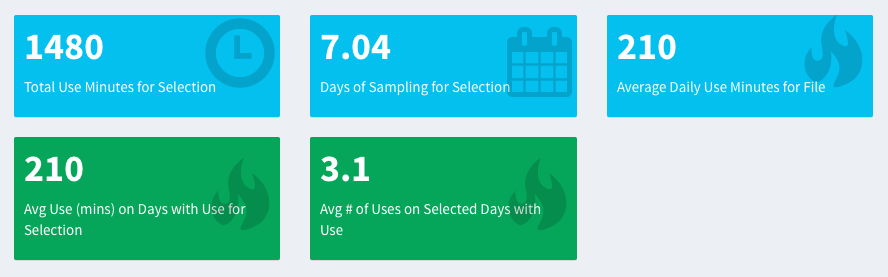 1480
Total Use Minutes for Selection
7.04
Days of Sampling for Selection
210
Average Daily Use Minutes for File
210
Avg Use (mins) on Days with Use for
Selection
3.1
Avg # of Uses on Selected Days with
Use